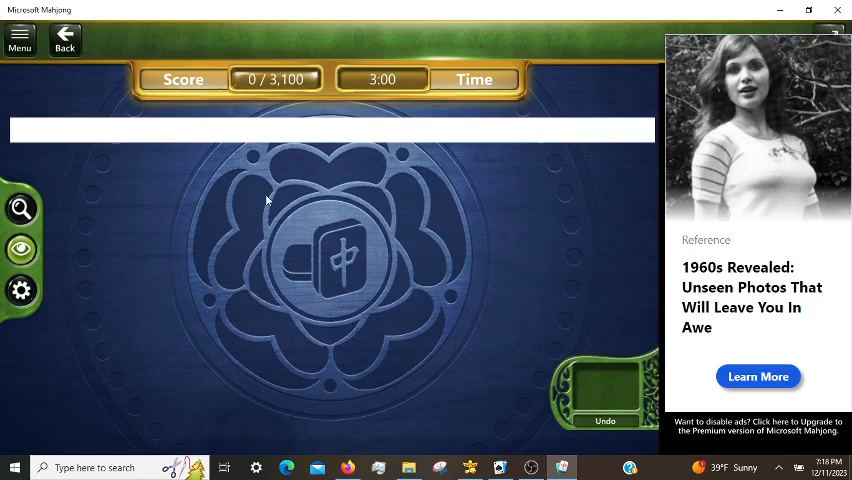 Microsoft Mahjong
Menu
Back
Score
0 / 3,100
3:00
Time
中
Reference
1960s Revealed:
Unseen Photos That
Will Leave You In
Awe
Learn More
Undo
Want to disable ads? Click here to Upgrade to
the Premium version of Microsoft Mahjong.
Type here to search
39°F Sunny
7:18 PM
12/11/2023